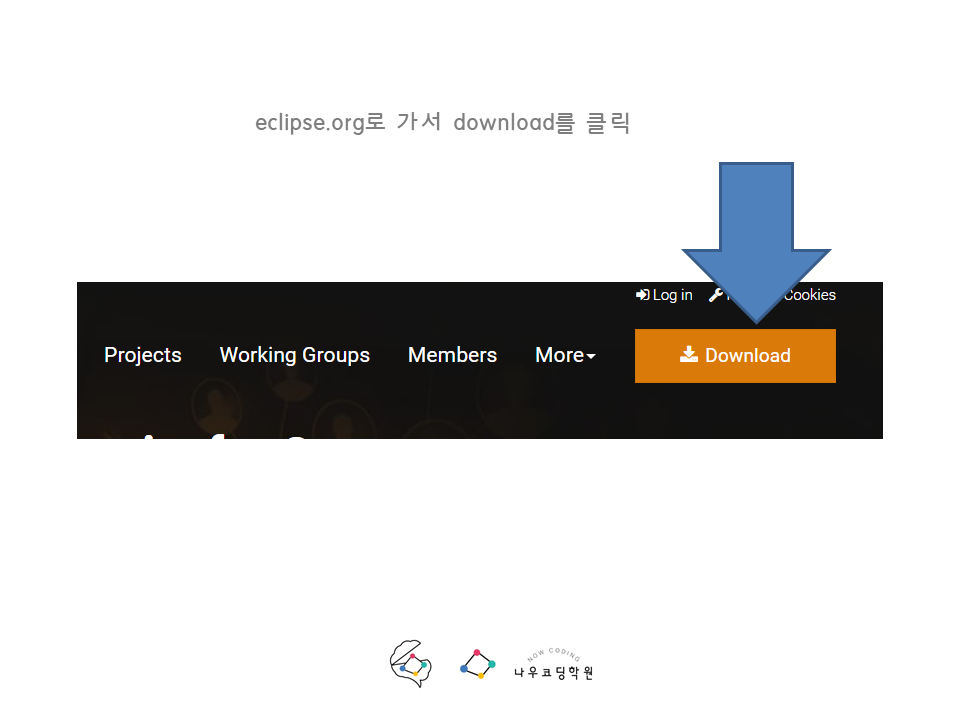 eclipse.org로 가서 download를 클릭
Log in Cookies
Projects Working Groups Members More Download
NOW CODING
나우코딩학원